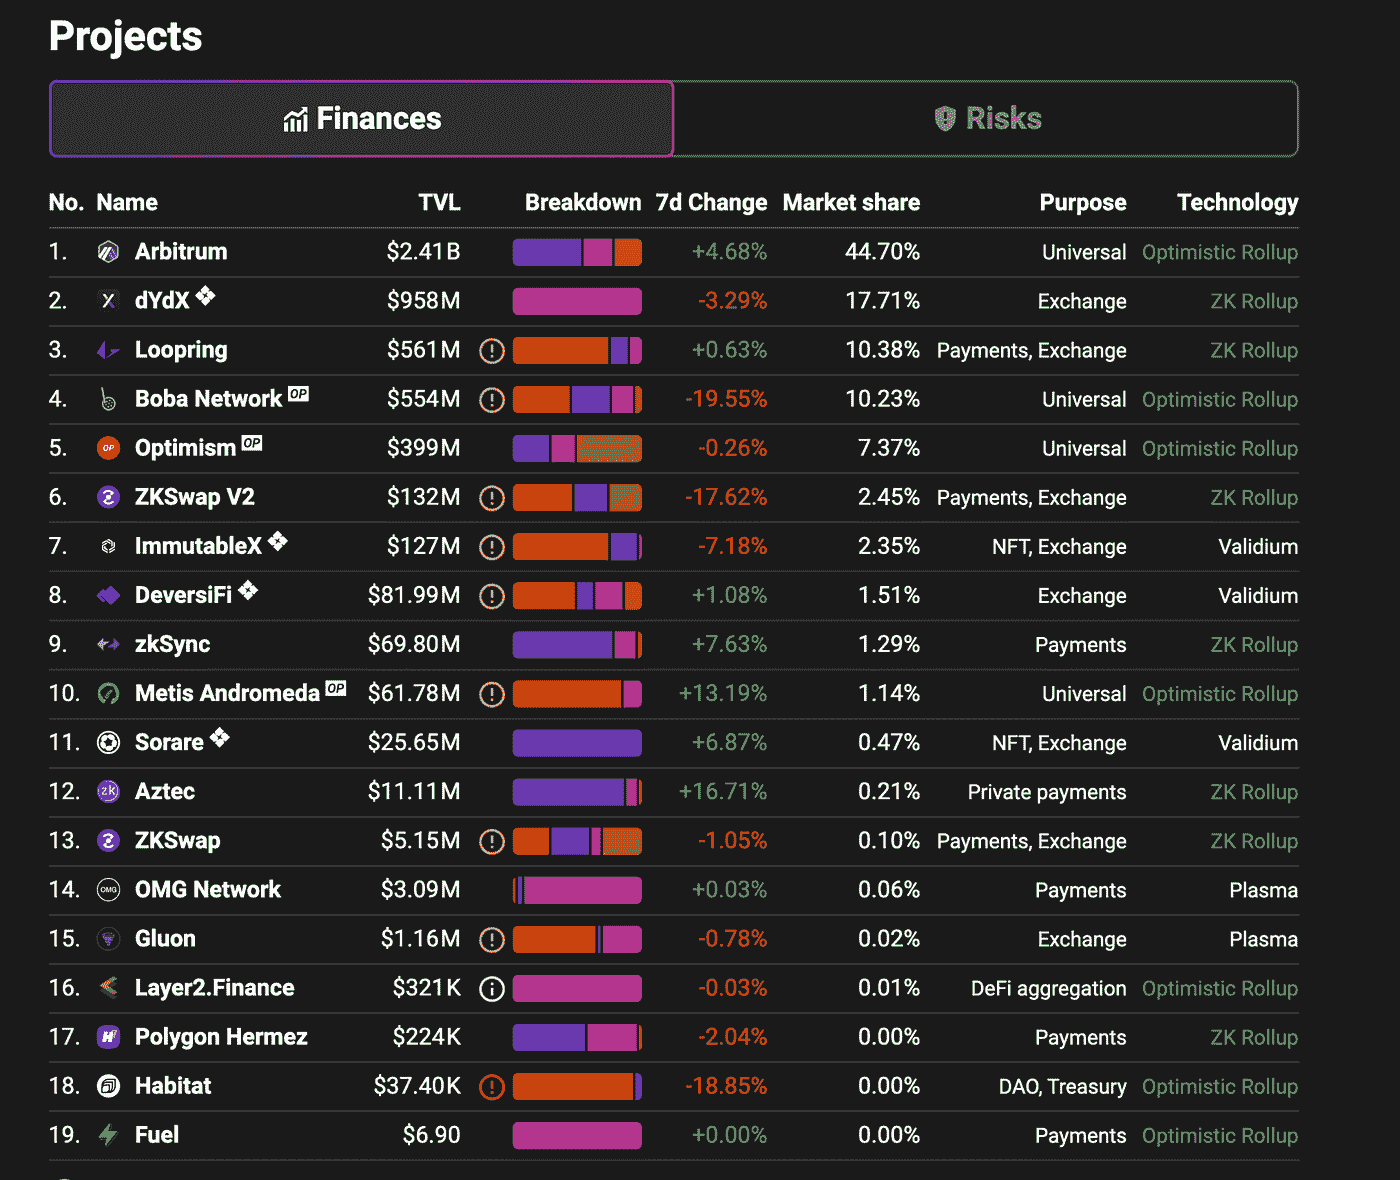 Projects
Finances
Risks
No. Name TVL Breakdown 7d Change Market share Purpose Technology
1. Arbitrum $2.41B +4.68% 44.70% Universal Optimistic Rollup
2. dYdX $958M -3.29% 17.71% Exchange ZK Rollup
3. Loopring $561M +0.63% 10.38% Payments, Exchange ZK Rollup
4. Boba Network OP $554M -19.55% 10.23% Universal Optimistic Rollup
5. OP Optimism OP $399M -0.26% 7.37% Universal Optimistic Rollup
6. ZKSwap V2 $132M -17.62% 2.45% Payments, Exchange ZK Rollup
7. ImmutableX $127M -7.18% 2.35% NFT, Exchange Validium
8. DeversiFi $81.99M +1.08% 1.51% Exchange Validium
9. zkSync $69.80M +7.63% 1.29% Payments ZK Rollup
10. Metis Andromeda OP $61.78M +13.19% 1.14% Universal Optimistic Rollup
11. Sorare $25.65M +6.87% 0.47% NFT, Exchange Validium
12. zk Aztec $11.11M +16.71% 0.21% Private payments ZK Rollup
13. ZKSwap $5.15M -1.05% 0.10% Payments, Exchange ZK Rollup
14. OMG OMG Network $3.09M +0.03% 0.06% Payments Plasma
15. Gluon $1.16M -0.78% 0.02% Exchange Plasma
16. Layer2.Finance $321K -0.03% 0.01% DeFi aggregation Optimistic Rollup
17. Polygon Hermez $224K -2.04% 0.00% Payments ZK Rollup
18. Habitat $37.40K -18.85% 0.00% DAO, Treasury Optimistic Rollup
19. Fuel $6.90 +0.00% 0.00% Payments Optimistic Rollup